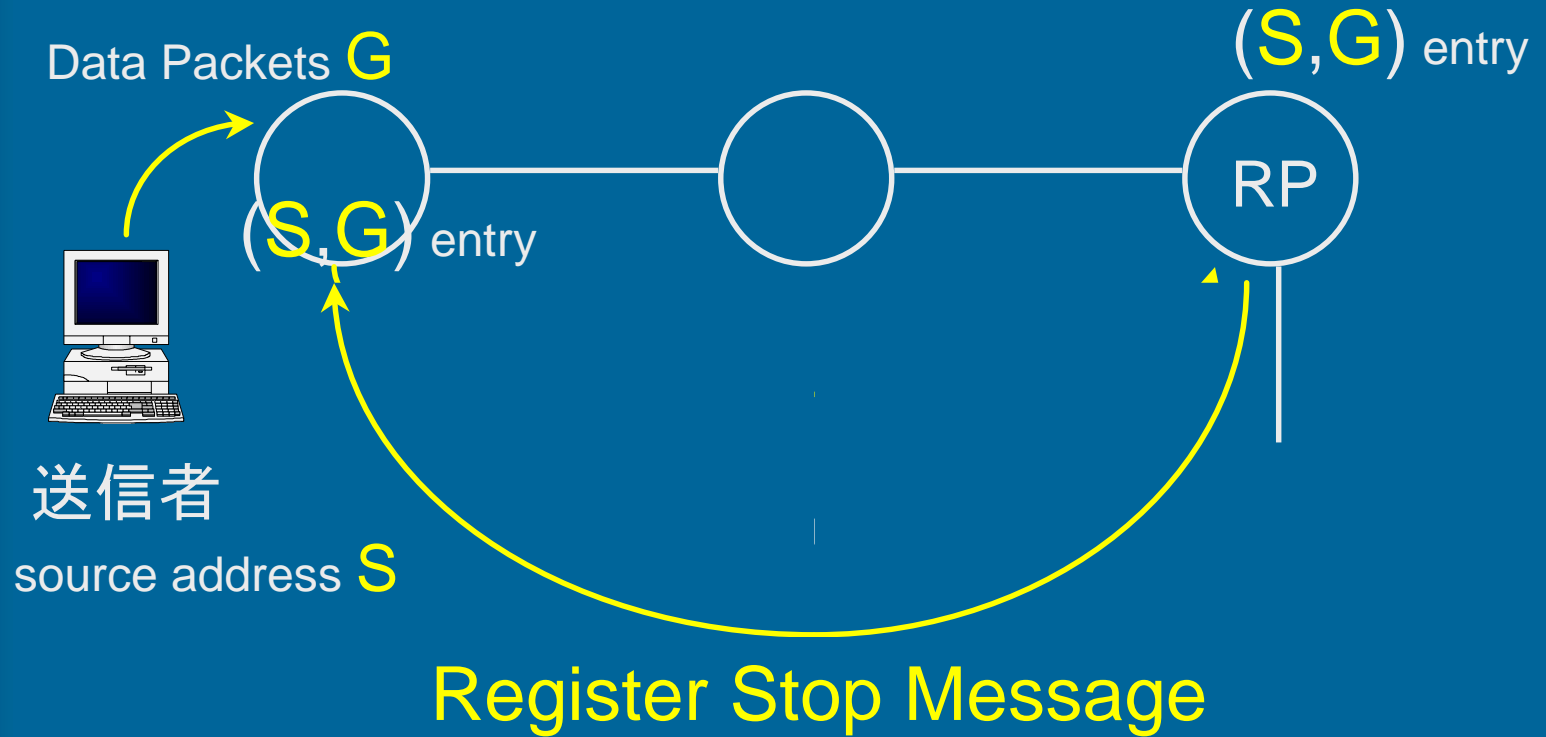 Data Packets G
(S,G) entry
RP
(S,G) entry
送信者
source address S
Register Stop Message